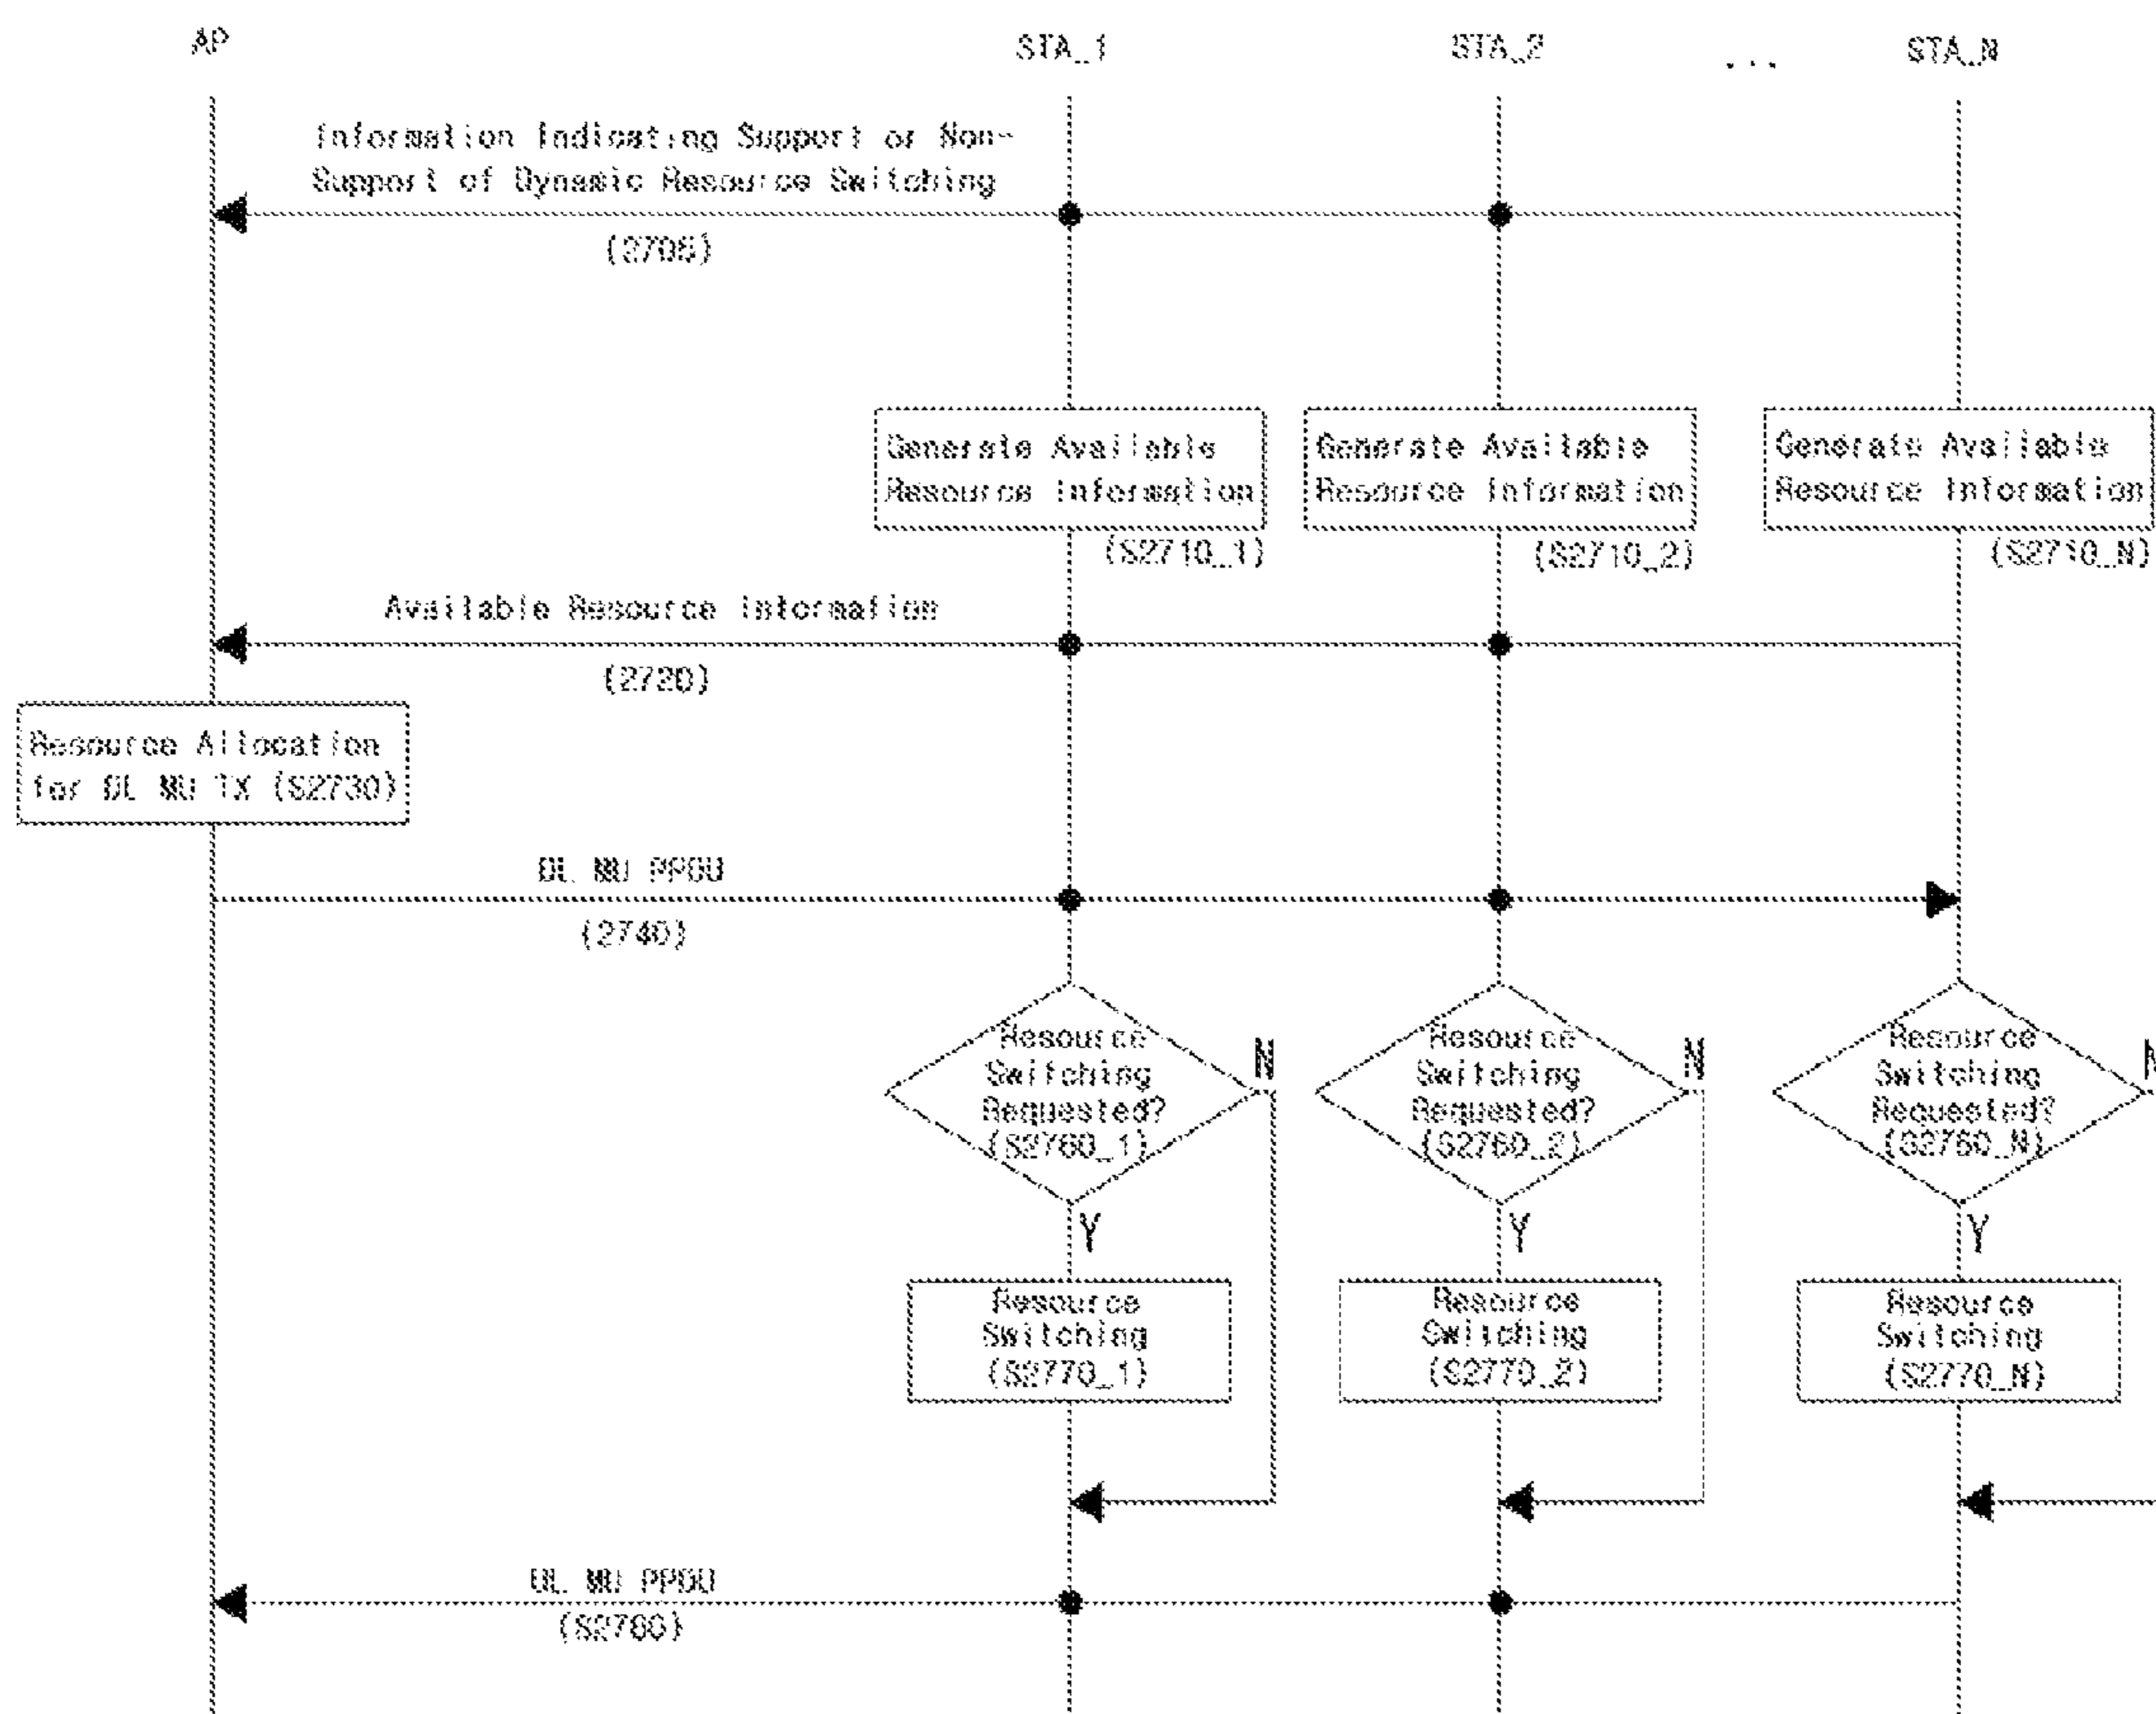 AP
STA_1
STA_2
...
STA_N
Information Indicating Support or Non-
Support of Dynamic Resource Switching
(2705)
Generate Available
Resource Information
(S2710_1)
Generate Available
Resource Information
(S2710_2)
Generate Available
Resource Information
(S2710_N)
Available Resource Information
(2720)
Resource Allocation
for DL MU TX (S2730)
DL MU PPDU
(2740)
Resource
Switching
Requested?
(S2760_1)
N
Y
Resource
Switching
Requested?
(S2760_2)
N
Y
Resource
Switching
Requested?
(S2760_N)
N
Y
Resource
Switching
(S2770_1)
Resource
Switching
(S2770_2)
Resource
Switching
(S2770_N)
UL MU PPDU